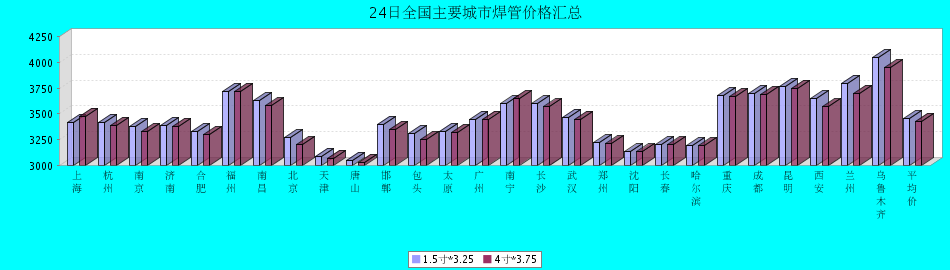 24日全国主要城市焊管价格汇总
4250
4000
3750
3500
3250
3000
上海
杭州
南京
济南
合肥
福州
南昌
北京
天津
唐山
邯郸
包头
太原
广州
南宁
长沙
武汉
郑州
沈阳
长春
哈尔滨
重庆
成都
昆明
西安
兰州
乌鲁木齐
平均价
1.5寸*3.25
4寸*3.75